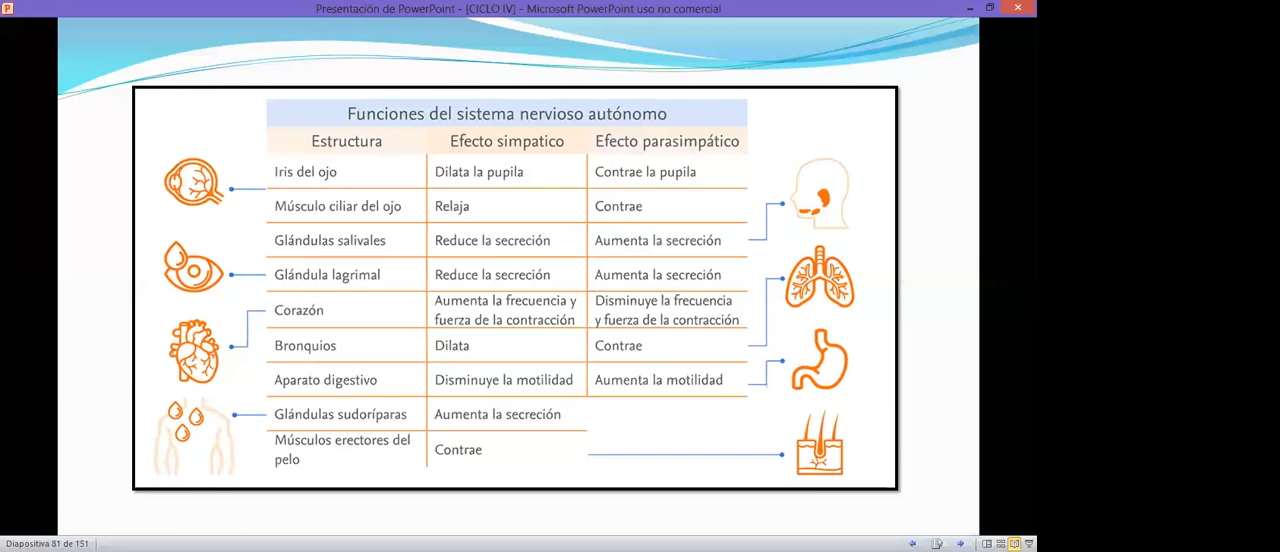 Presentación de PowerPoint - [CICLO IV] - Microsoft PowerPoint uso no comercial
Funciones del sistema nervioso autónomo
Estructura Efecto simpatico Efecto parasimpático
Iris del ojo Dilata la pupila Contrae la pupila
Músculo ciliar del ojo Relaja Contrae
Glándulas salivales Reduce la secreción Aumenta la secreción
Glándula lagrimal Reduce la secreción Aumenta la secreción
Corazón Aumenta la frecuencia y fuerza de la contracción Disminuye la frecuencia y fuerza de la contracción
Bronquios Dilata Contrae
Aparato digestivo Disminuye la motilidad Aumenta la motilidad
Glándulas sudoríparas Aumenta la secreción
Músculos erectores del pelo Contrae
Diapositiva 81 de 151